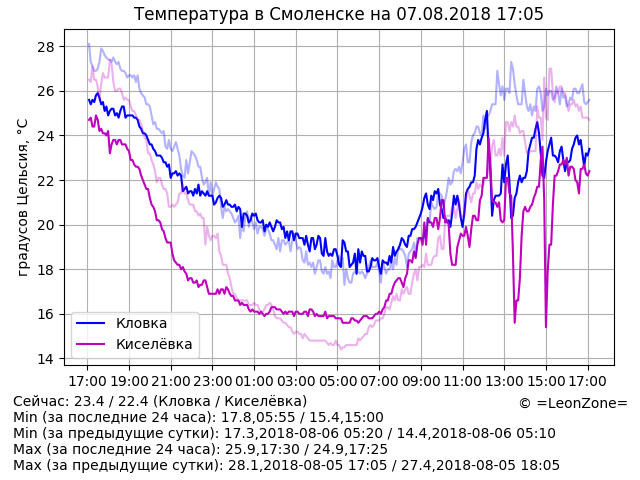 Температура в Смоленске на 07.08.2018 17:05
28
26
24
22
20
18
16
14
градусов Цельсия, °C
Кловка
Киселёвка
17:00 19:00 21:00 23:00 01:00 03:00 05:00 07:00 09:00 11:00 13:00 15:00 17:00
Сейчас: 23.4 / 22.4 (Кловка / Киселёвка)
© =LeonZone=
Min (за последние 24 часа): 17.8,05:55 / 15.4,15:00
Min (за предыдущие сутки): 17.3,2018-08-06 05:20 / 14.4,2018-08-06 05:10
Max (за последние 24 часа): 25.9,17:30 / 24.9,17:25
Max (за предыдущие сутки): 28.1,2018-08-05 17:05 / 27.4,2018-08-05 18:05